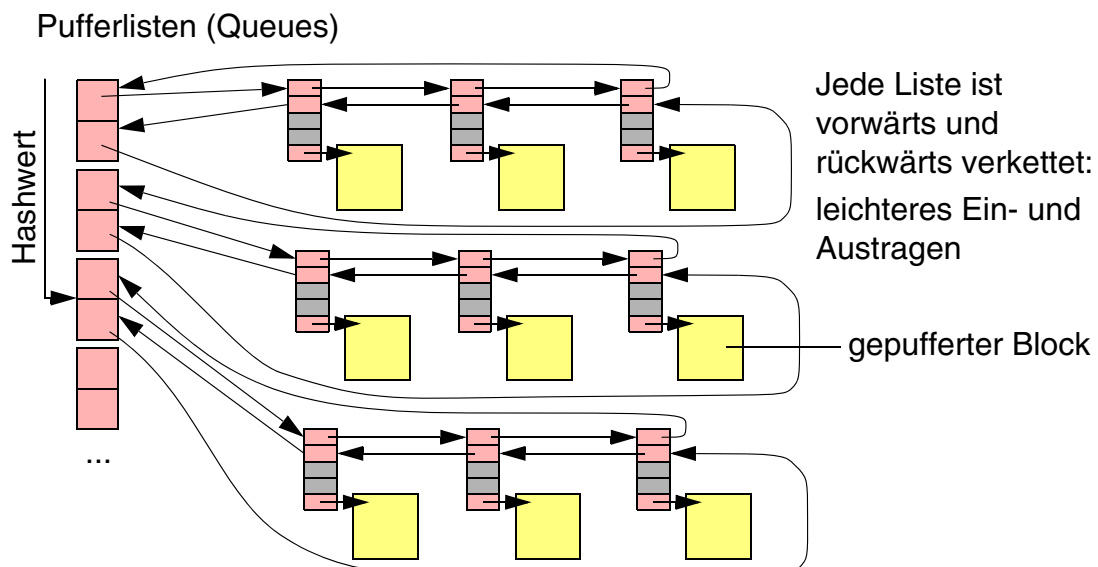 Pufferlisten (Queues)
Hashwert
Jede Liste ist
vorwärts und
rückwärts verkettet:
leichteres Ein- und
Austragen
gepufferter Block
...